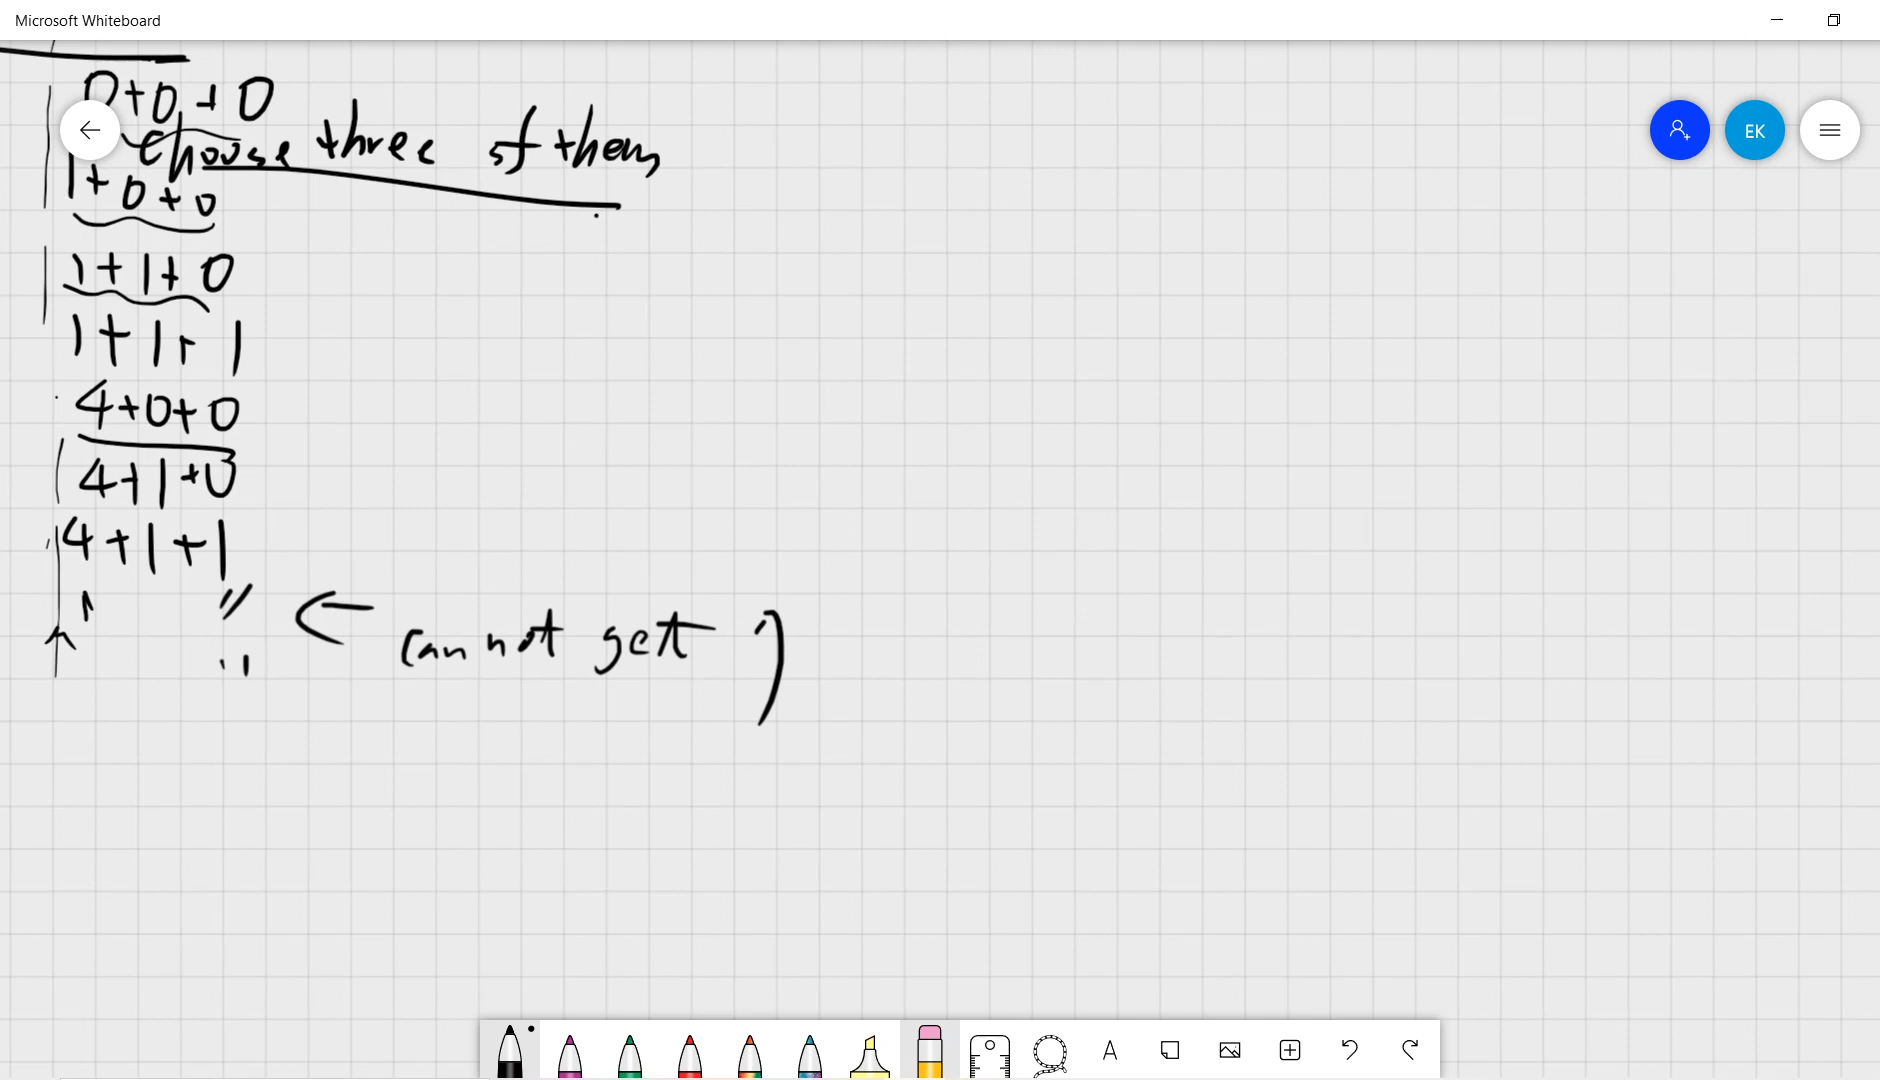 Microsoft Whiteboard
0+0+0
choose three of them
1+0+0
1+1+0
1+1+1
4+0+0
4+1+0
4+1+1
cannot get 7
EK
A